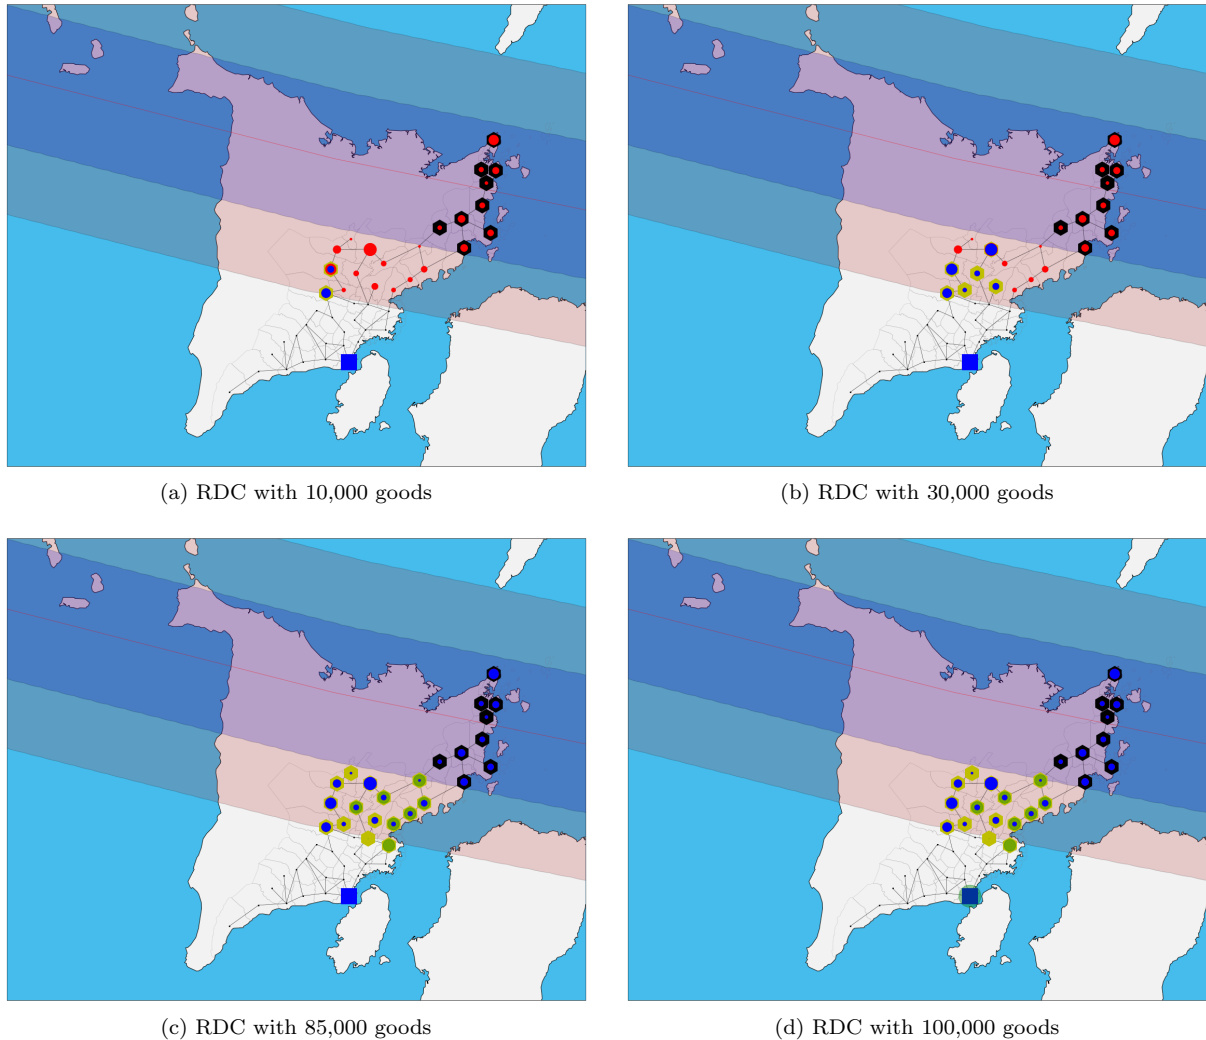 (a) RDC with 10,000 goods
(b) RDC with 30,000 goods
(c) RDC with 85,000 goods
(d) RDC with 100,000 goods